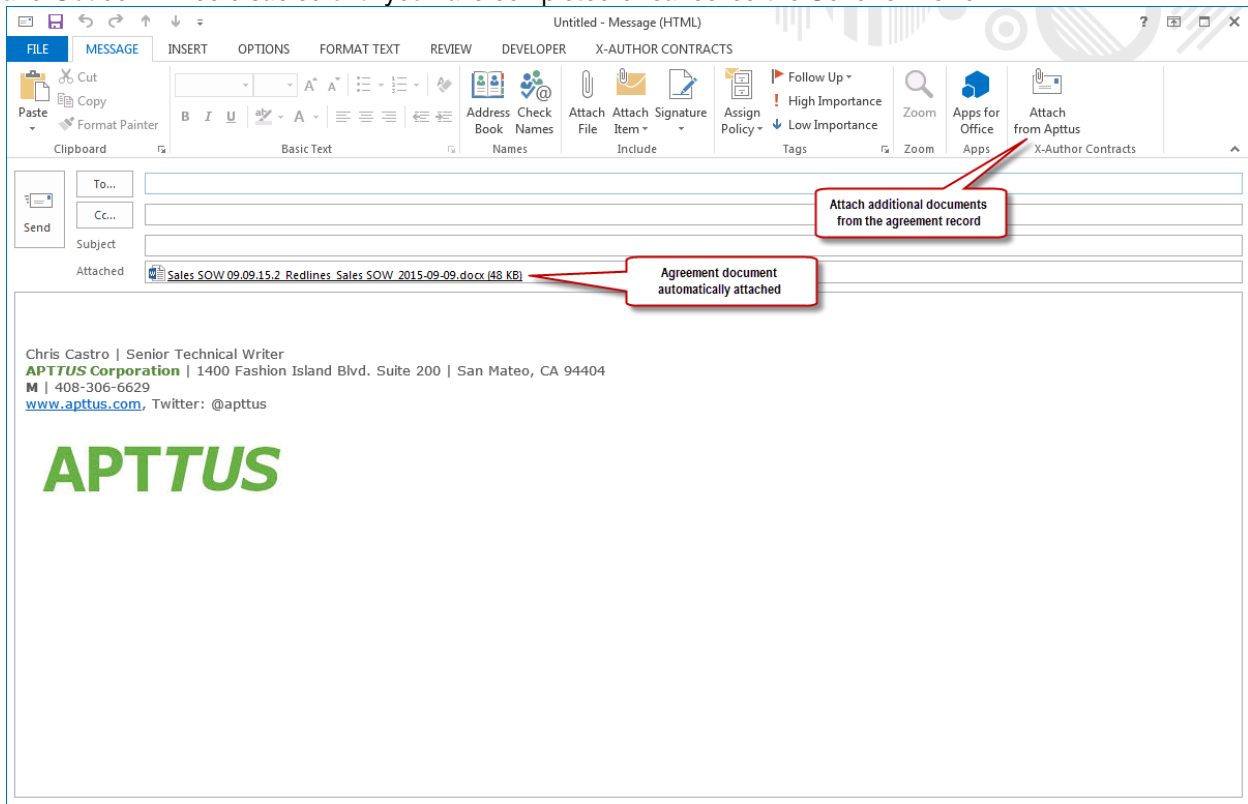 Untitled - Message (HTML)
FILE MESSAGE INSERT OPTIONS FORMAT TEXT REVIEW DEVELOPER X-AUTHOR CONTRACTS
Paste
Cut
Copy
Format Painter
Clipboard
B I U
Basic Text
Address Book
Check Names
Names
Attach File
Attach Item
Signature
Include
Assign Policy
Follow Up
High Importance
Low Importance
Tags
Zoom
Zoom
Apps for Office
Apps
Attach from Apttus
X-Author Contracts
Attach additional documents
from the agreement record
Send
To...
Cc...
Subject
Attached Sales SOW 09.09.15.2_Redlines_Sales SOW_2015-09-09.docx (48 KB)
Agreement document
automatically attached
Chris Castro | Senior Technical Writer
APTTUS Corporation | 1400 Fashion Island Blvd. Suite 200 | San Mateo, CA 94404
M | 408-306-6629
www.apttus.com, Twitter: @apttus
APTTUS